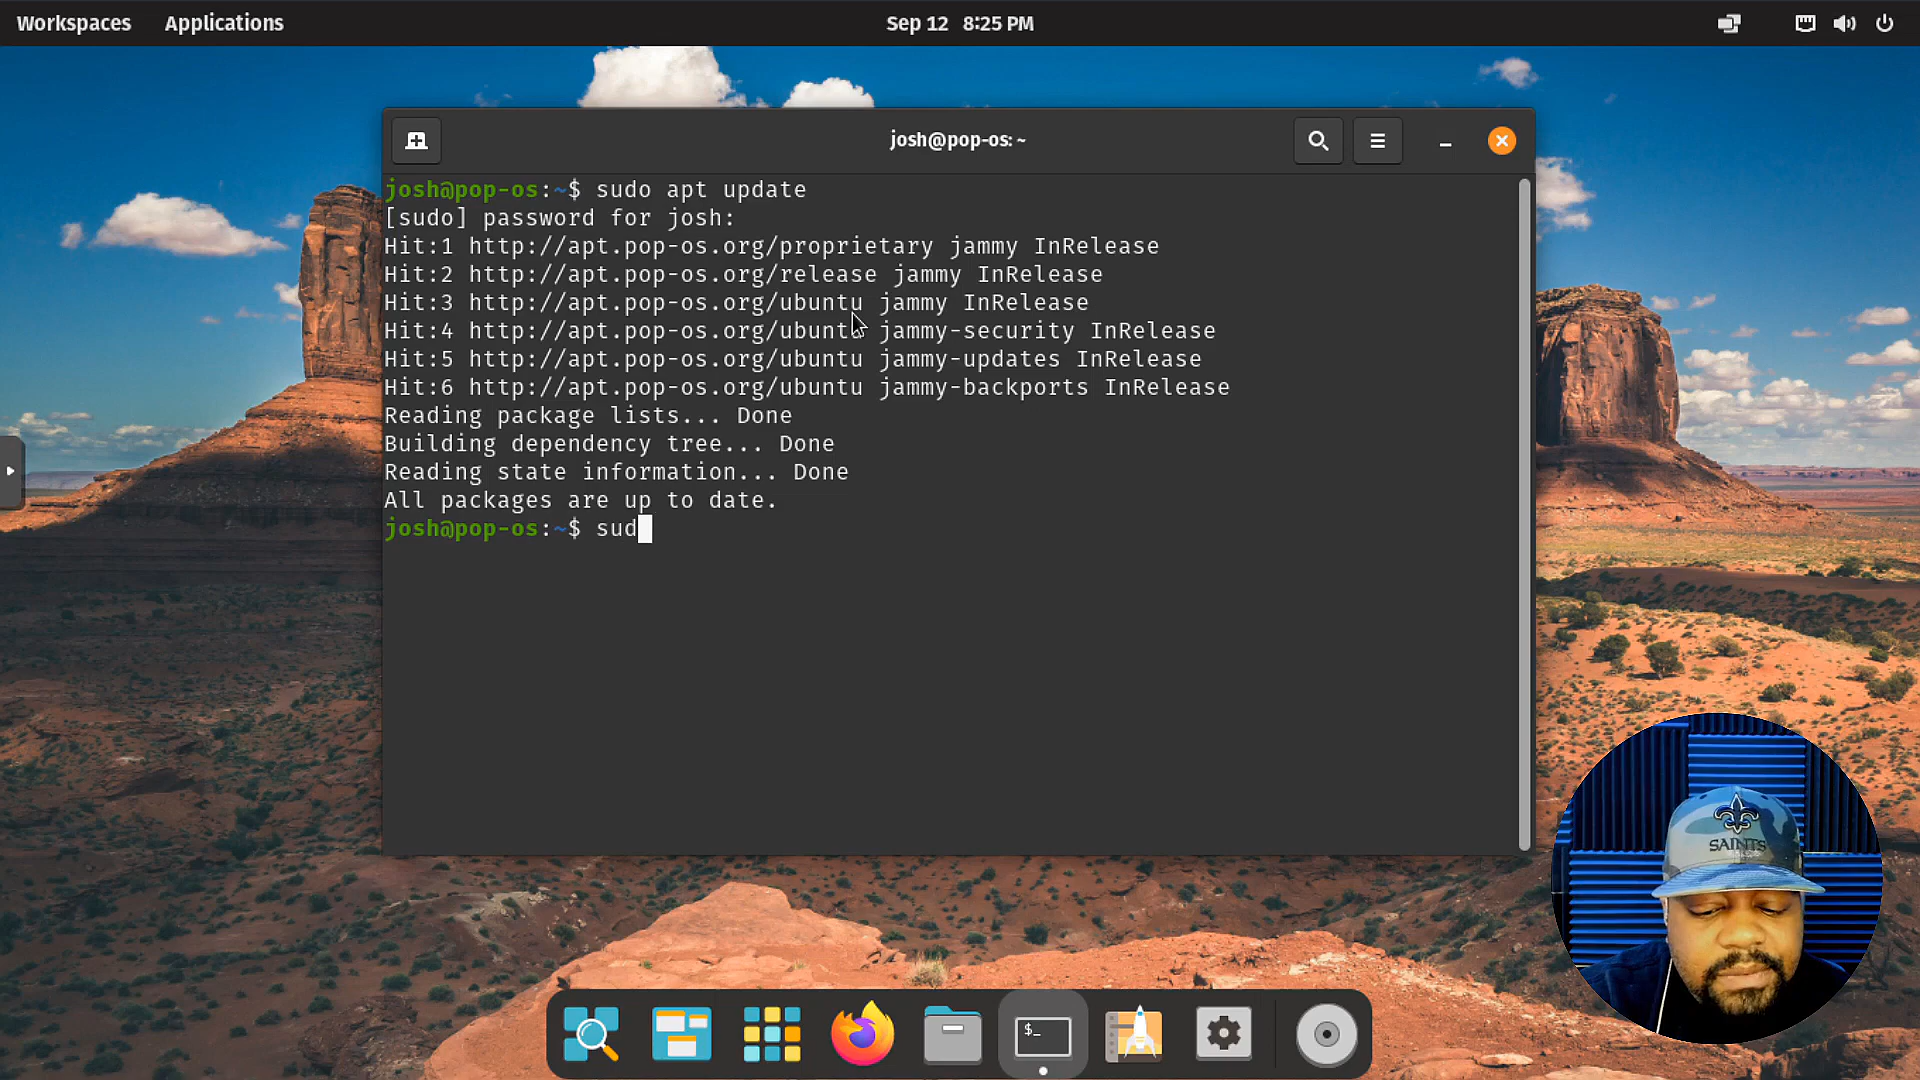 Workspaces Applications Sep 12 8:25 PM
josh@pop-os: ~
josh@pop-os:~$ sudo apt update
[sudo] password for josh:
Hit:1 http://apt.pop-os.org/proprietary jammy InRelease
Hit:2 http://apt.pop-os.org/release jammy InRelease
Hit:3 http://apt.pop-os.org/ubuntu jammy InRelease
Hit:4 http://apt.pop-os.org/ubuntu jammy-security InRelease
Hit:5 http://apt.pop-os.org/ubuntu jammy-updates InRelease
Hit:6 http://apt.pop-os.org/ubuntu jammy-backports InRelease
Reading package lists... Done
Building dependency tree... Done
Reading state information... Done
All packages are up to date.
josh@pop-os:~$ sud
SAINTS
$_